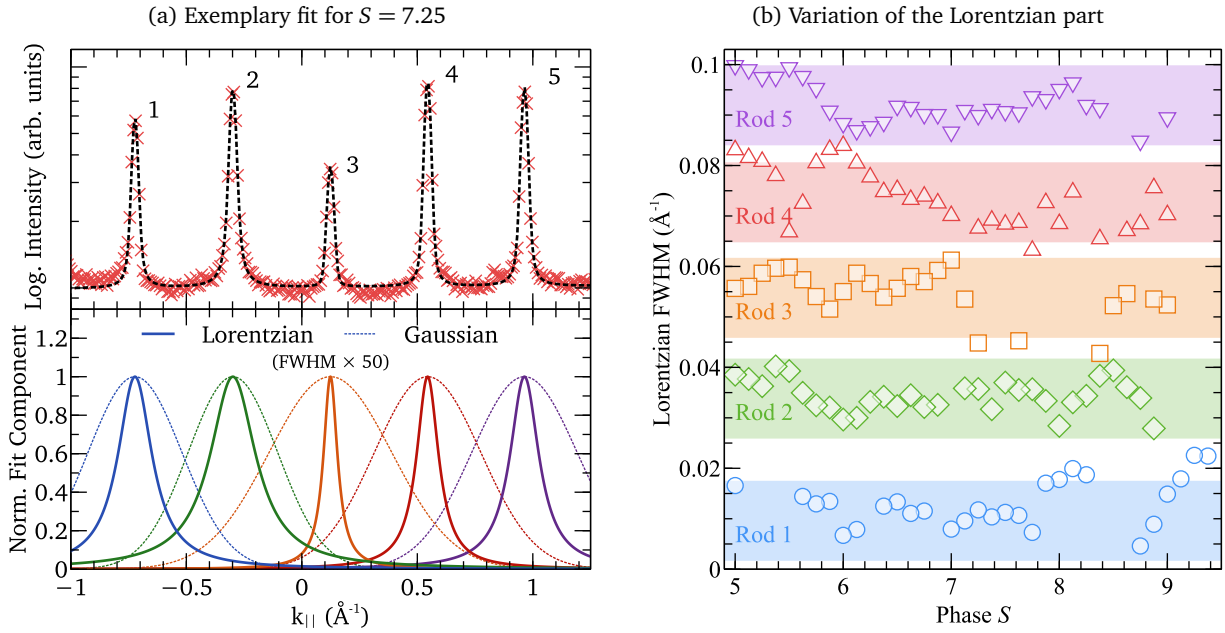 (a) Exemplary fit for S = 7.25
Log. Intensity (arb. units)
1
2
3
4
5
Norm. Fit Component
1.2
1
0.8
0.6
0.4
0.2
0
Lorentzian
Gaussian
(FWHM × 50)
−1 −0.5 0 0.5 1
k|| (Å-1)
(b) Variation of the Lorentzian part
Lorentzian FWHM (Å-1)
0.1
0.08
0.06
0.04
0.02
0
Rod 5
Rod 4
Rod 3
Rod 2
Rod 1
5 6 7 8 9
Phase S